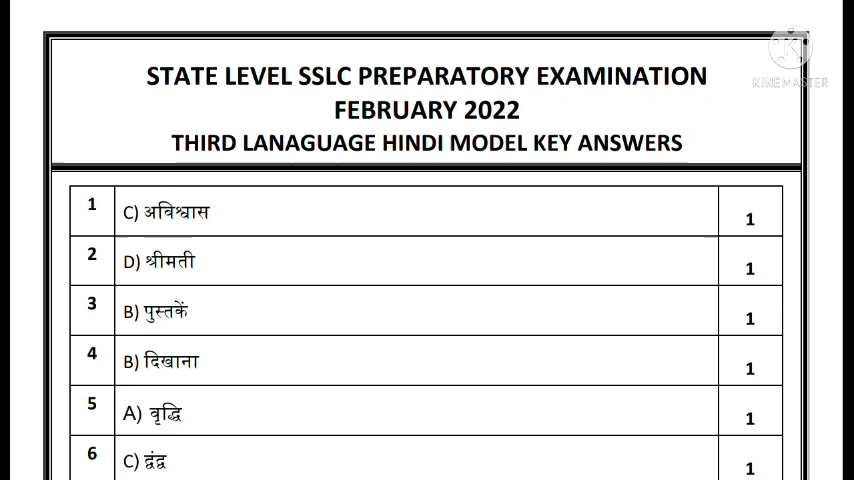 KINEMASTER
STATE LEVEL SSLC PREPARATORY EXAMINATION
FEBRUARY 2022
THIRD LANAGUAGE HINDI MODEL KEY ANSWERS
1 C) अविश्वास 1
2 D) श्रीमती 1
3 B) पुस्तकें 1
4 B) दिखाना 1
5 A) वृद्धि 1
6 C) द्वंद्व 1